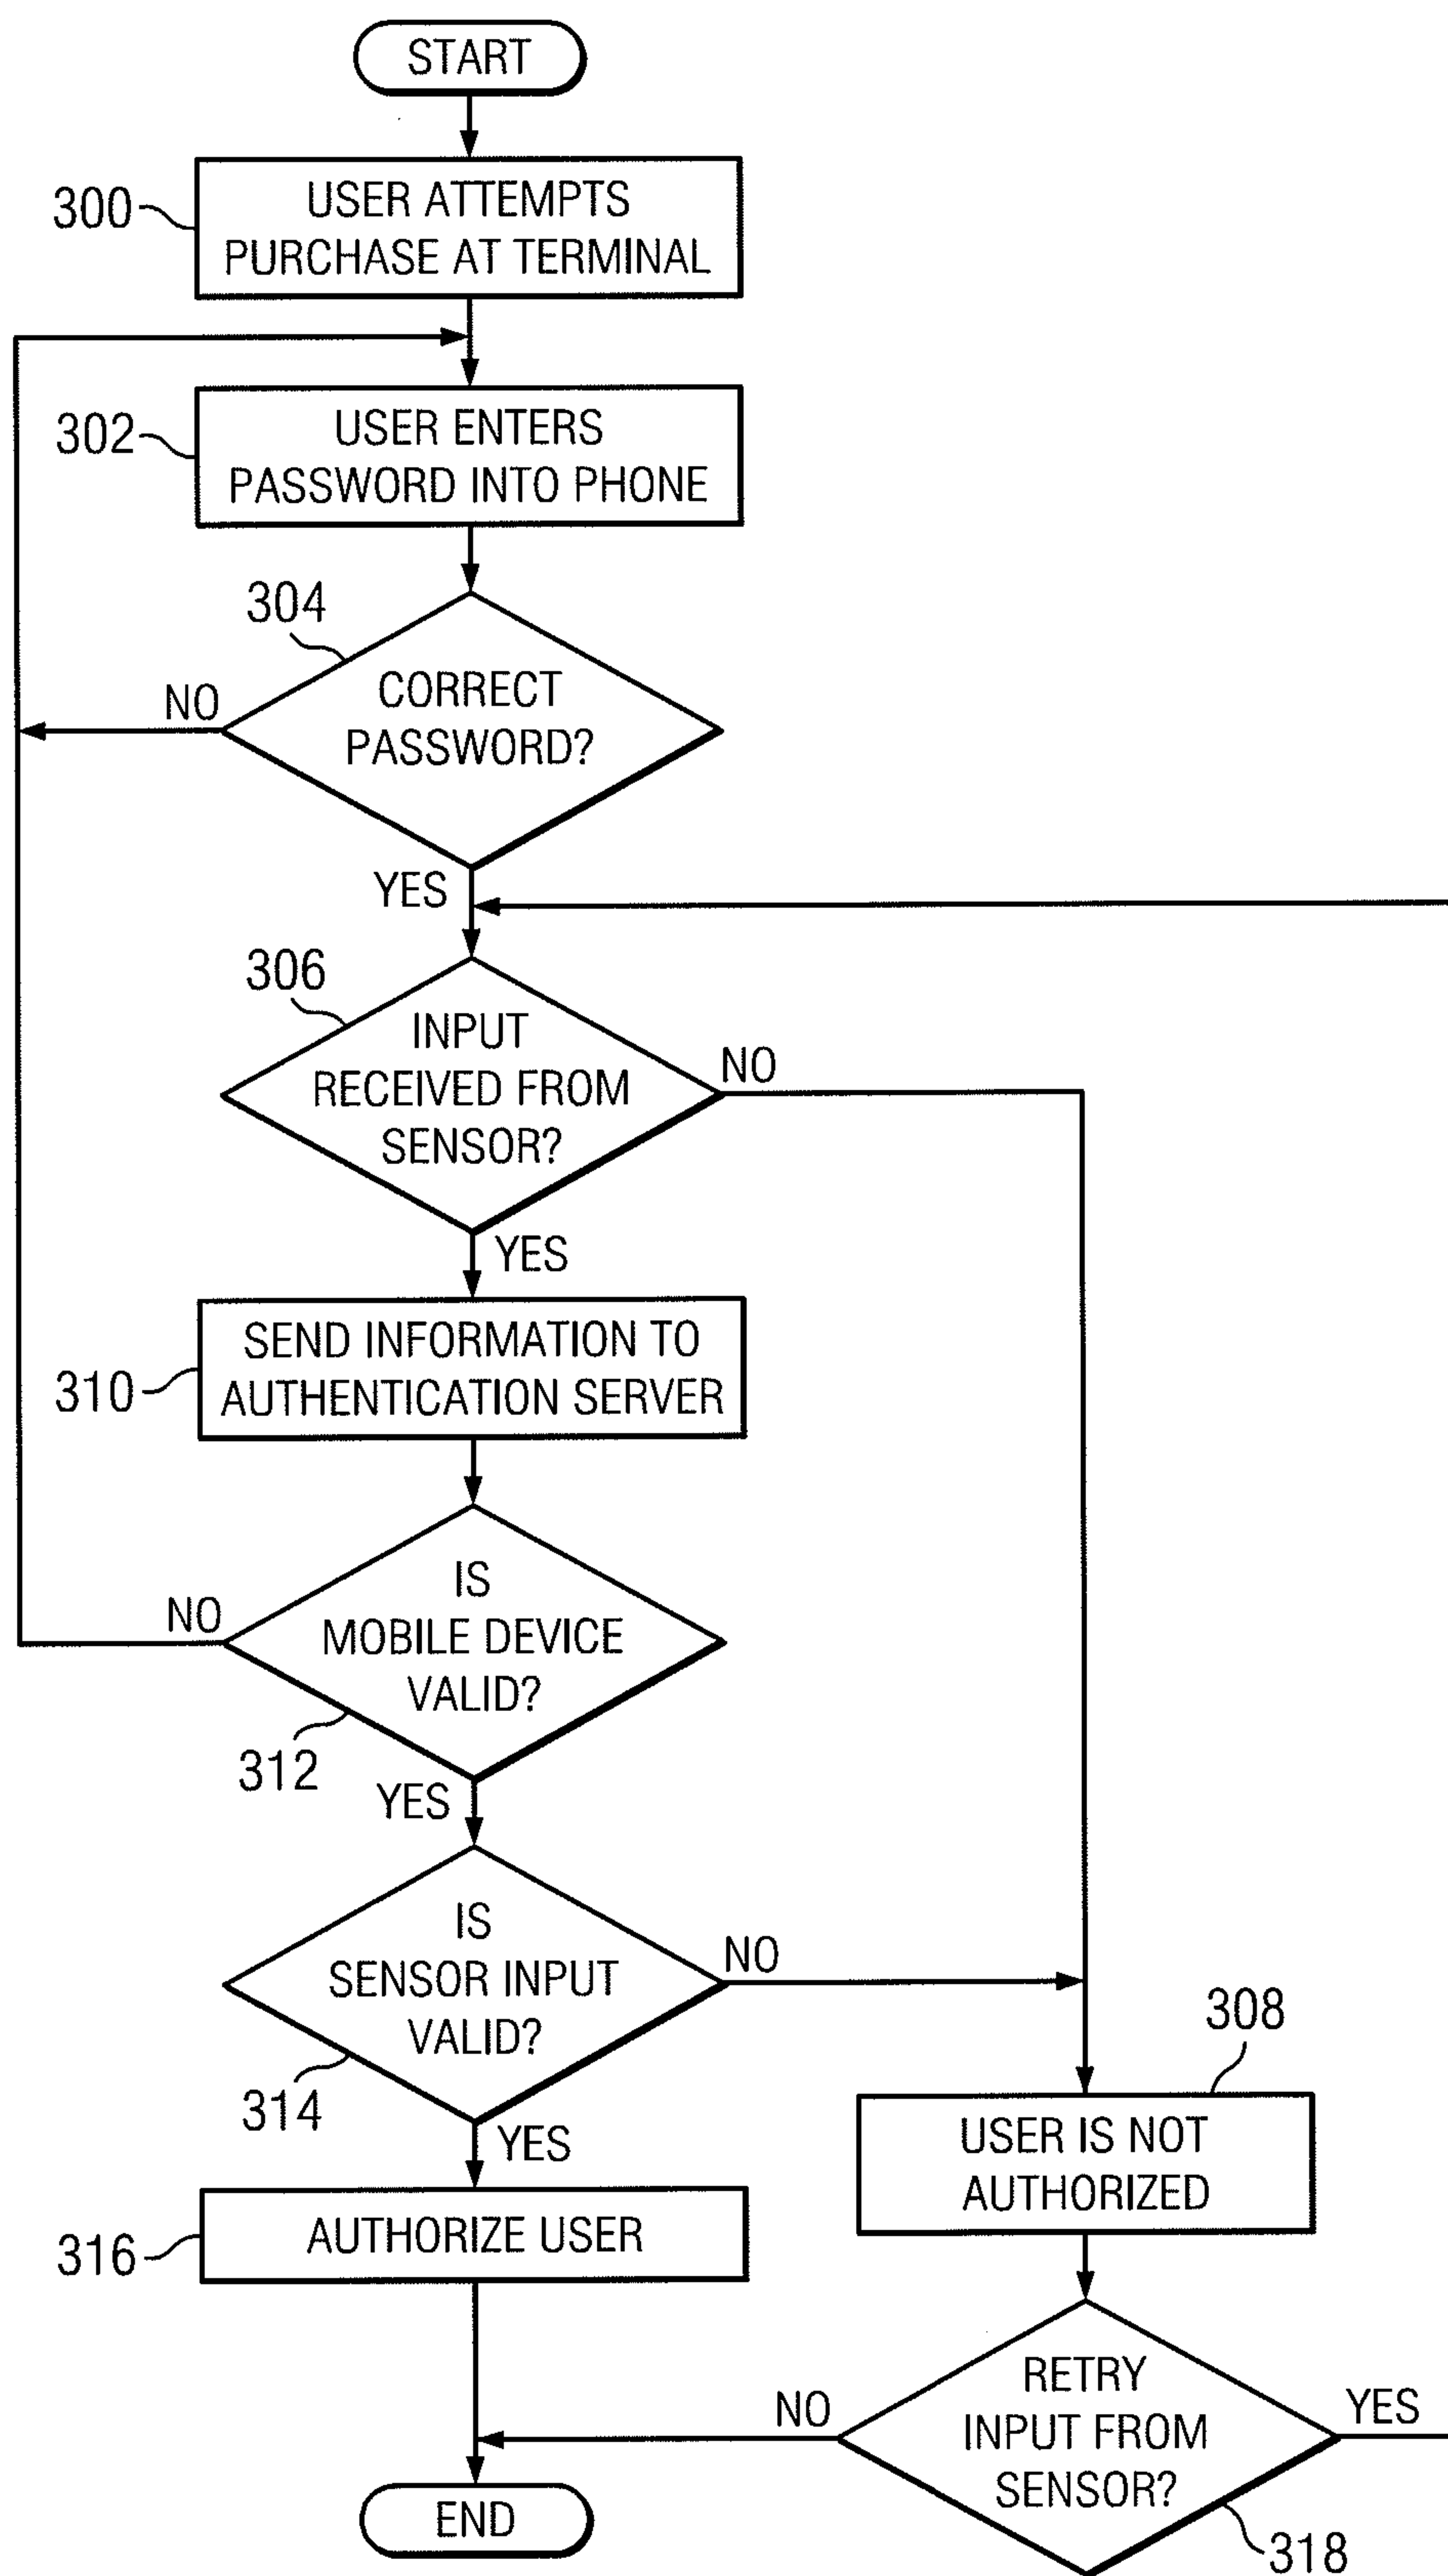 START
300
USER ATTEMPTS
PURCHASE AT TERMINAL
302
USER ENTERS
PASSWORD INTO PHONE
304
CORRECT
PASSWORD?
NO
YES
306
INPUT
RECEIVED FROM
SENSOR?
NO
YES
310
SEND INFORMATION TO
AUTHENTICATION SERVER
IS
MOBILE DEVICE
VALID?
NO
312
YES
IS
SENSOR INPUT
VALID?
NO
314
YES
308
USER IS NOT
AUTHORIZED
316
AUTHORIZE USER
RETRY
INPUT FROM
SENSOR?
NO
YES
318
END